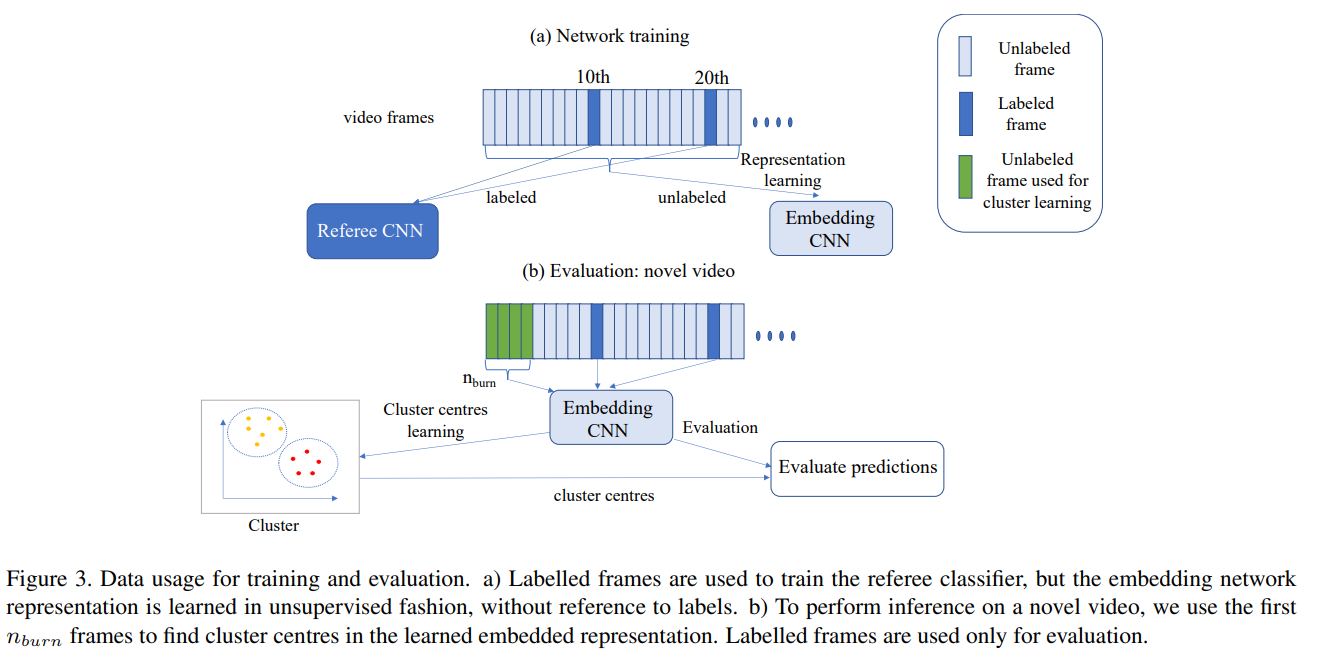 (a) Network training
10th
20th
video frames
Representation
learning
labeled
unlabeled
Referee CNN
Embedding
CNN
Unlabeled
frame
Labeled
frame
Unlabeled
frame used for
cluster learning
(b) Evaluation: novel video
nburn
Cluster centres
learning
Embedding
CNN
Evaluation
Evaluate predictions
cluster centres
Cluster
Figure 3. Data usage for training and evaluation. a) Labelled frames are used to train the referee classifier, but the embedding network
representation is learned in unsupervised fashion, without reference to labels. b) To perform inference on a novel video, we use the first
nburn frames to find cluster centres in the learned embedded representation. Labelled frames are used only for evaluation.